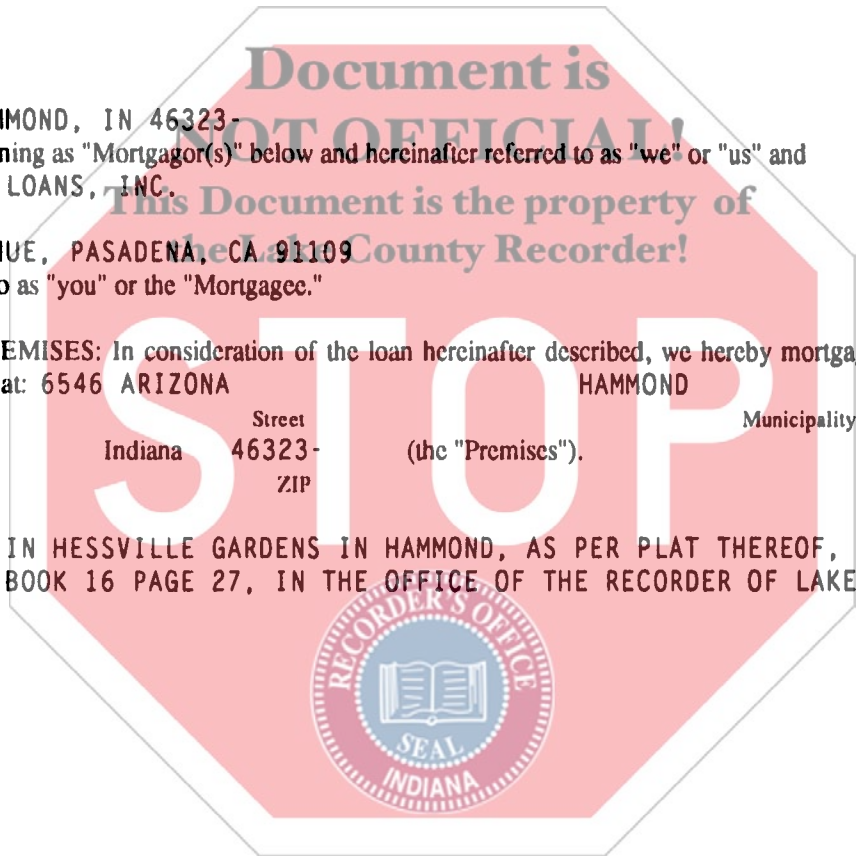 Document is
MMOND, IN 46323-
NOT OFFICIAL!
ning as "Mortgagor(s)" below and hereinafter referred to as "we" or "us" and
LOANS, INC.
This Document is the property of
NUE, PASADENA, CA 91109
the Lake County Recorder!
o as "you" or the "Mortgagee."
STOP
EMISES: In consideration of the loan hereinafter described, we hereby mortga
at: 6546 ARIZONA HAMMOND
Street Municipality
Indiana 46323- (the "Premises").
ZIP
IN HESSVILLE GARDENS IN HAMMOND, AS PER PLAT THEREOF,
BOOK 16 PAGE 27, IN THE OFFICE OF THE RECORDER OF LAKE
RECORDER'S OFFICE
SEAL
INDIANA